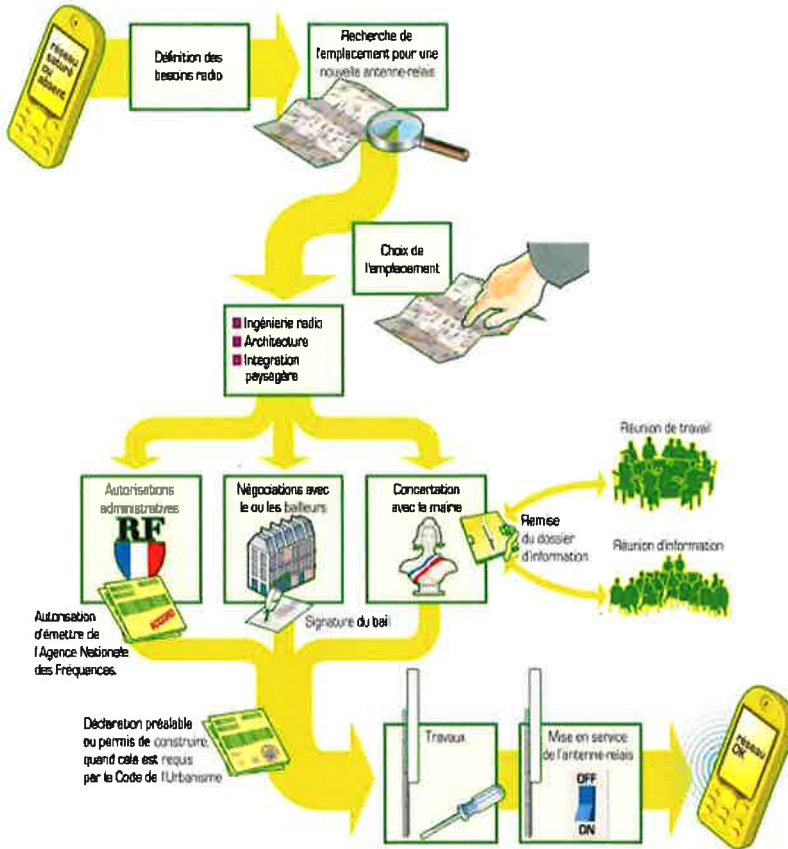 réseau
saturé
ou
absent
Définition des
besoins radio
Recherche de
l'emplacement pour une
nouvelle antenne-relais
Choix de
l'emplacement
Ingénierie radio
Architecture
Integration
paysagère
Autorisations
administratives
RF
ACCORD
Autorisation
d'émettre de
l'Agence Nationale
des Fréquences.
Négociations avec
le ou les bailleurs
Signature du bail
Concertation
avec la mairie
Remise
du dossier
d'information
Réunion de travail
Réunion d'information
Déclaration préalable
ou permis de construire,
quand cela est requis
par le Code de l'Urbanisme
Travaux
Mise en service
de l'antenne-relais
OFF
ON
réseau
OK